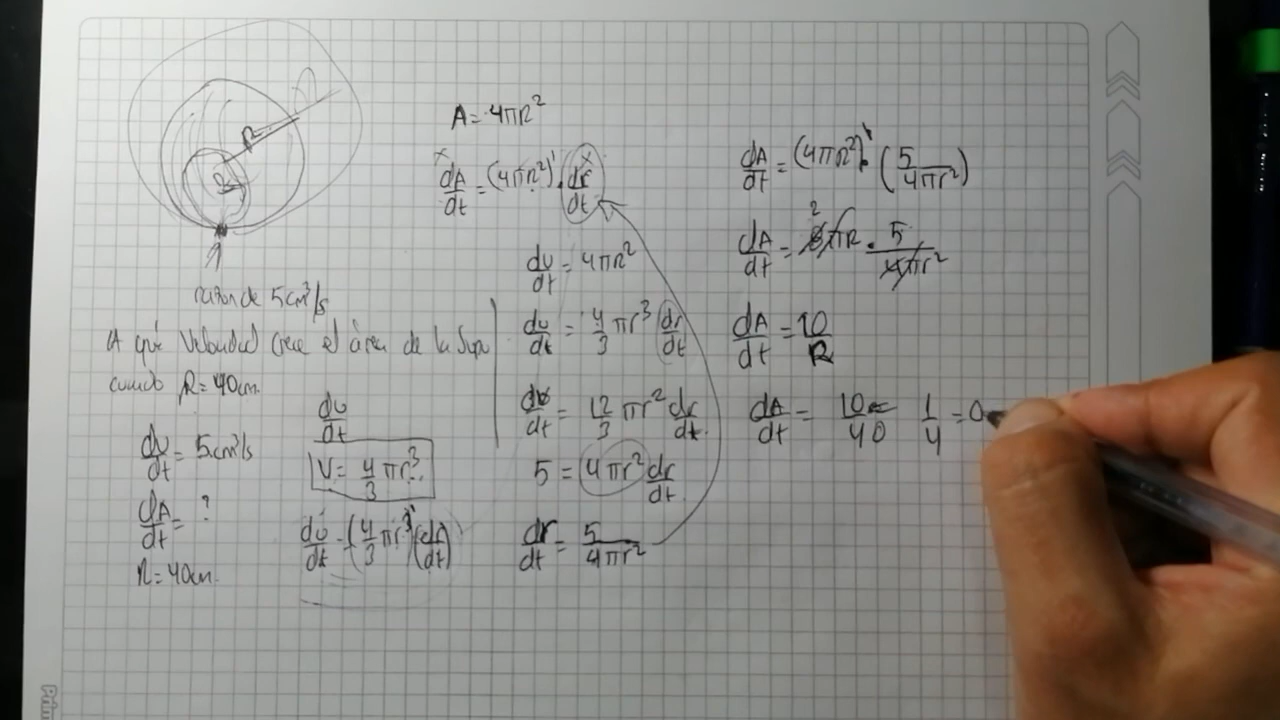 R
R
razon de 5cm³/s
A qué Velocidad crece el área de la Sup
cuando R=40cm.
dv/dt = 5cm³/s
dA/dt = ?
R=40cm.
dv/dt
V= 4/3 πr³
dv/dt = (4/3 πr³)' (dr/dt)
A=4πr²
dA/dt = (4πr²)' . dr/dt
dv/dt = 4πr²
dv/dt = 4/3 πr³ dr/dt
dv/dt = 12/3 πr² dr/dt.
5 = 4πr² dr/dt.
dr/dt = 5/4πr²
dA/dt = (4πr²)' . (5/4πr²)
2
dA/dt = 8πR . 5/4πr²
dA/dt = 10/R
dA/dt = 10/40 1/4 = 0